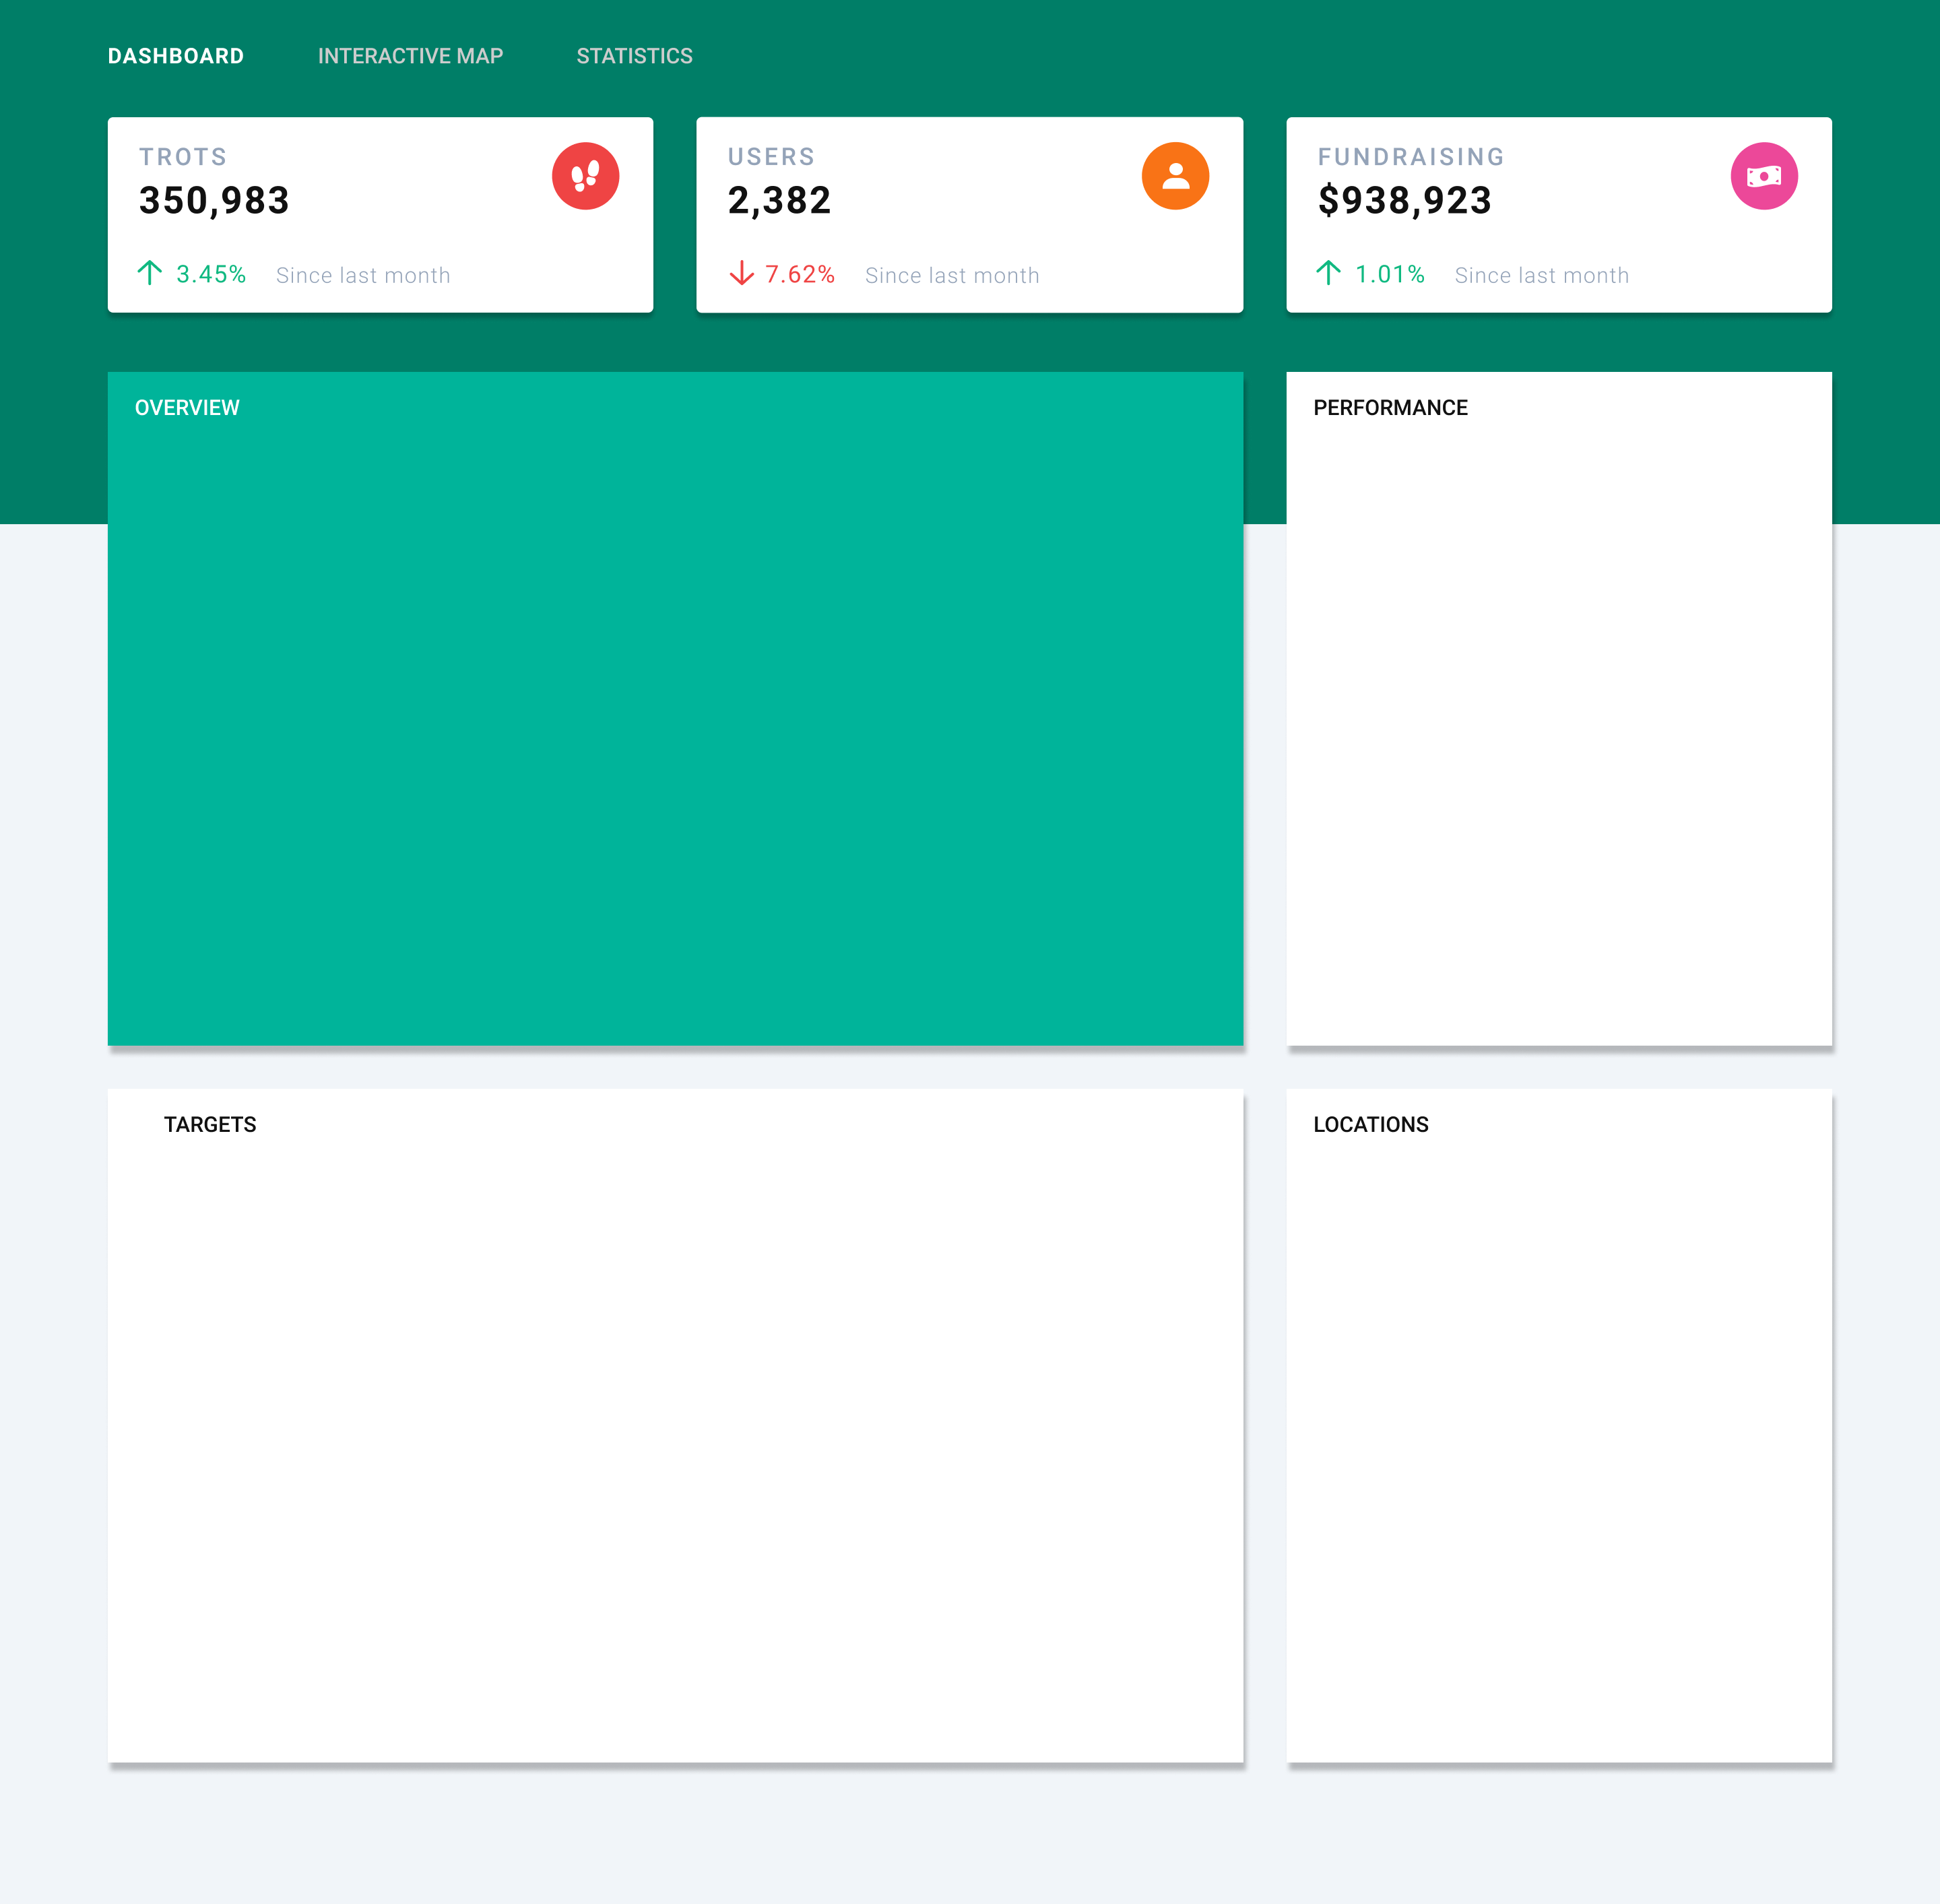 DASHBOARD INTERACTIVE MAP STATISTICS
TROTS
350,983
3.45% Since last month
USERS
2,382
7.62% Since last month
FUNDRAISING
$938,923
1.01% Since last month
OVERVIEW
PERFORMANCE
TARGETS
LOCATIONS